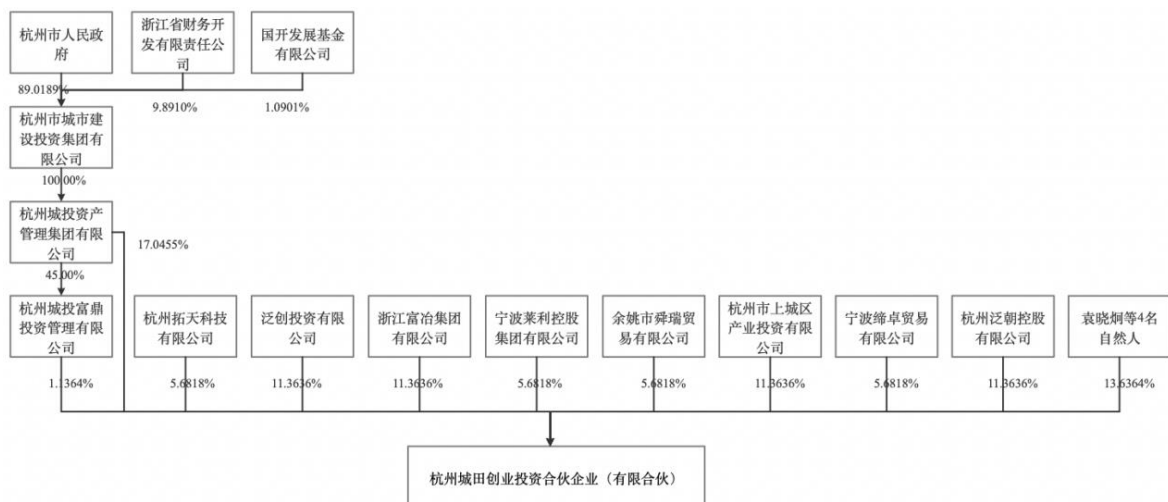 杭州市人民政
府
浙江省财务开
发有限责任公
司
国开发展基金
有限公司
89.0189%
9.8910%
1.0901%
杭州市城市建
设投资集团有
限公司
100.00%
杭州城投资产
管理集团有限
公司
17.0455%
45.00%
杭州城投富鼎
投资管理有限
公司
杭州拓天科技
有限公司
泛创投资有限
公司
浙江富冶集团
有限公司
宁波莱利控股
集团有限公司
余姚市舜瑞贸
易有限公司
杭州市上城区
产业投资有限
公司
宁波缔卓贸易
有限公司
杭州泛朝控股
有限公司
袁晓炯等4名
自然人
1.1364%
5.6818%
11.3636%
11.3636%
5.6818%
5.6818%
11.3636%
5.6818%
11.3636%
13.6364%
杭州城田创业投资合伙企业（有限合伙）